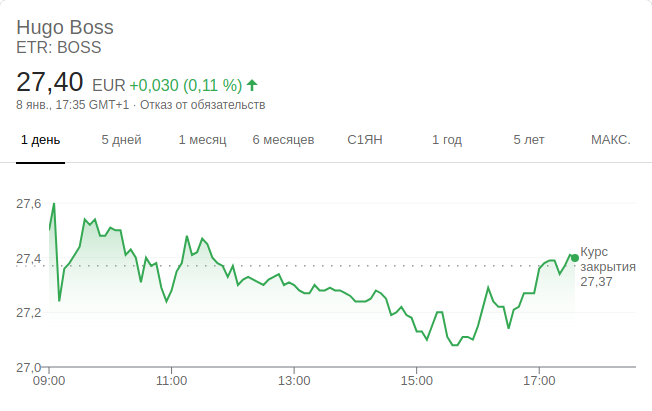 Hugo Boss
ETR: BOSS
27,40 EUR +0,030 (0,11 %)
8 янв., 17:35 GMT+1 · Отказ от обязательств
1 день 5 дней 1 месяц 6 месяцев С1ЯН 1 год 5 лет МАКС.
27,6
27,4
27,2
27,0
Курс
закрытия
27,37
09:00 11:00 13:00 15:00 17:00